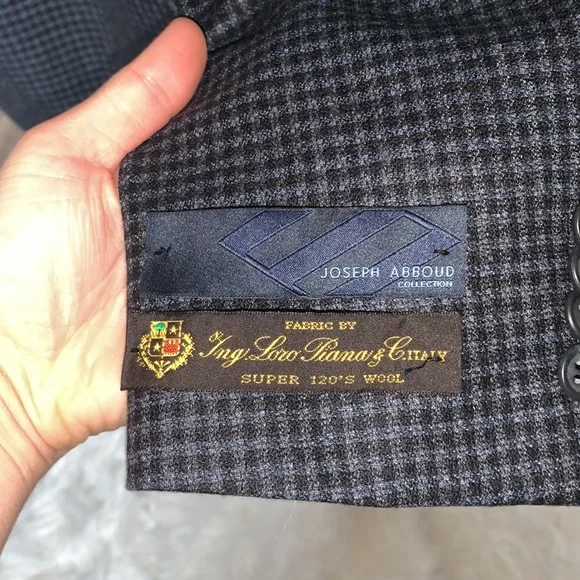 JOSEPH ABBOUD
COLLECTION
FABRIC BY
Ing. Loro Piana & C. ITALY
SUPER 120'S WOOL